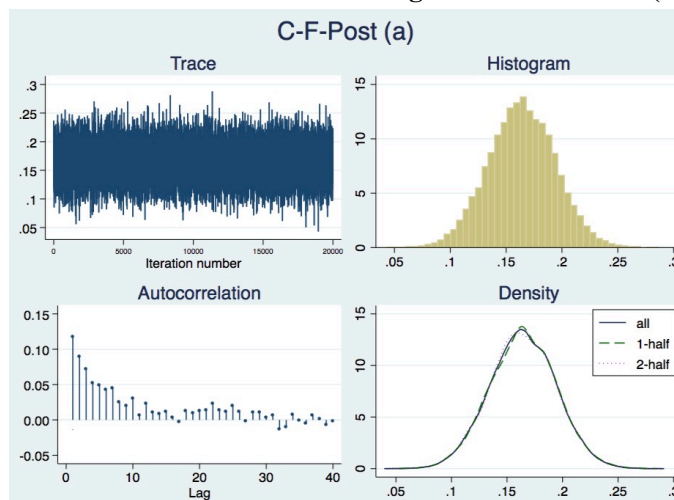 C-F-Post (a)
Trace
.3
.25
.2
.15
.1
.05
0 5000 10000 15000 20000
Iteration number
Histogram
15
10
5
0
.05 .1 .15 .2 .25 .3
Autocorrelation
0.15
0.10
0.05
0.00
-0.05
0 10 20 30 40
Lag
Density
15
10
5
0
all
1-half
2-half
.05 .1 .15 .2 .25 .3